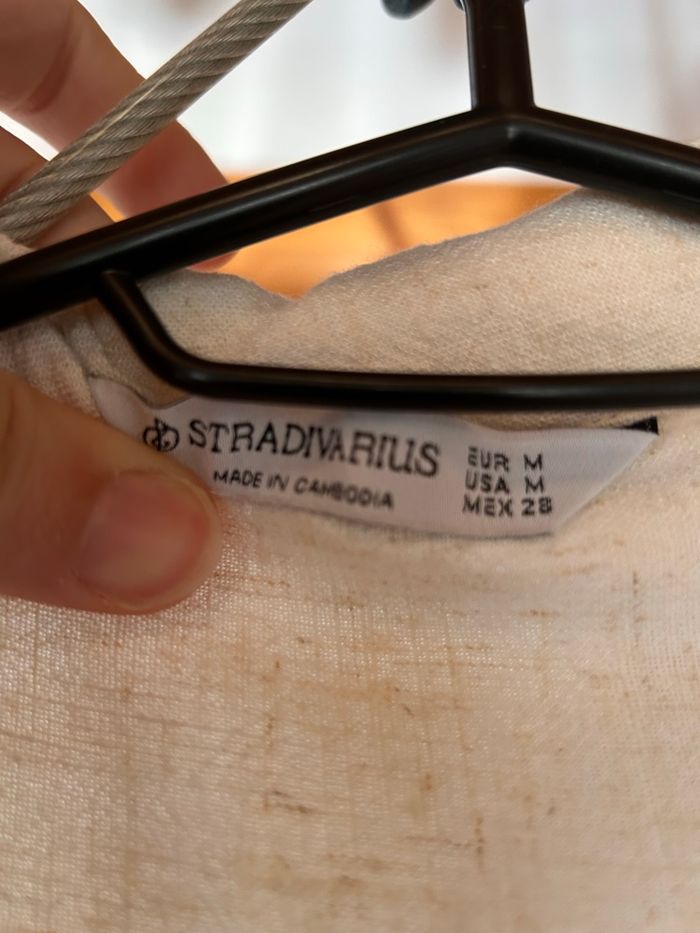 STRADIVARIUS
MADE IN CAMBODIA
EUR M
USA M
MEX 28